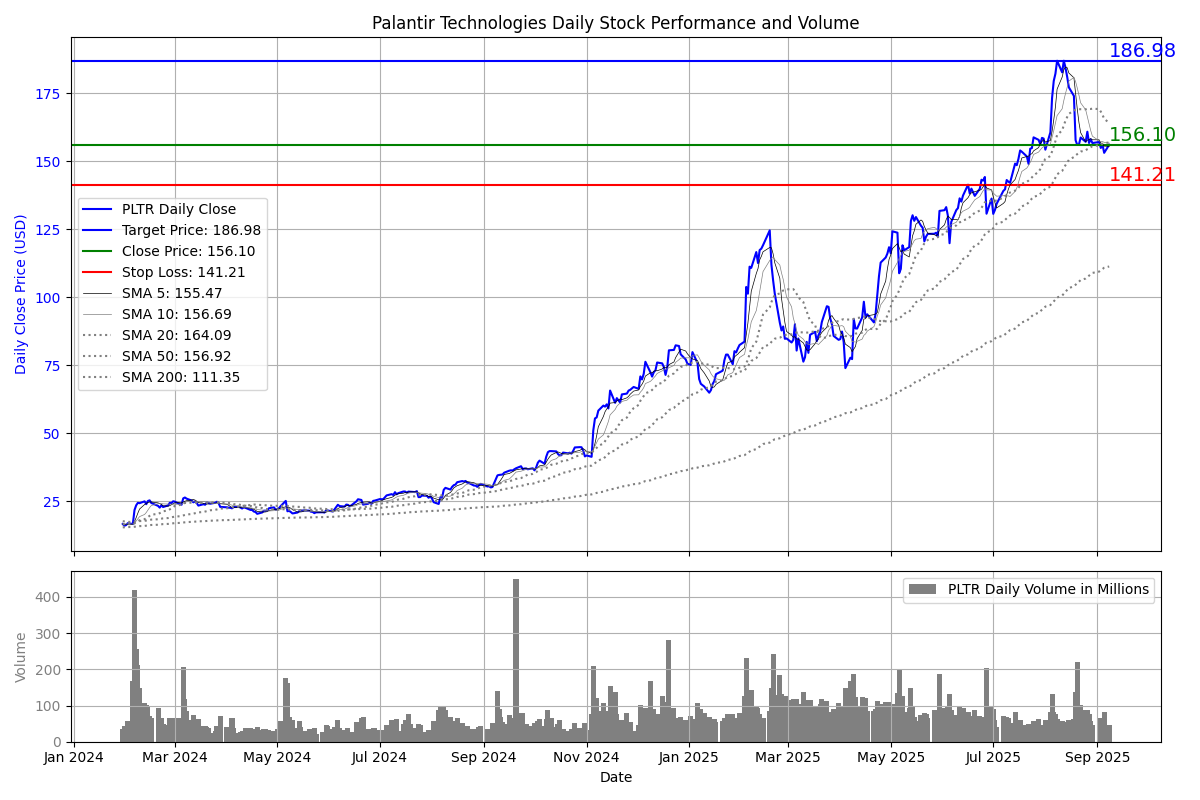 Palantir Technologies Daily Stock Performance and Volume
186.98
156.10
141.21
175
150
125
100
75
50
25
Daily Close Price (USD)
PLTR Daily Close
Target Price: 186.98
Close Price: 156.10
Stop Loss: 141.21
SMA 5: 155.47
SMA 10: 156.69
SMA 20: 164.09
SMA 50: 156.92
SMA 200: 111.35
400
300
200
100
0
Volume
PLTR Daily Volume in Millions
Jan 2024 Mar 2024 May 2024 Jul 2024 Sep 2024 Nov 2024 Jan 2025 Mar 2025 May 2025 Jul 2025 Sep 2025
Date